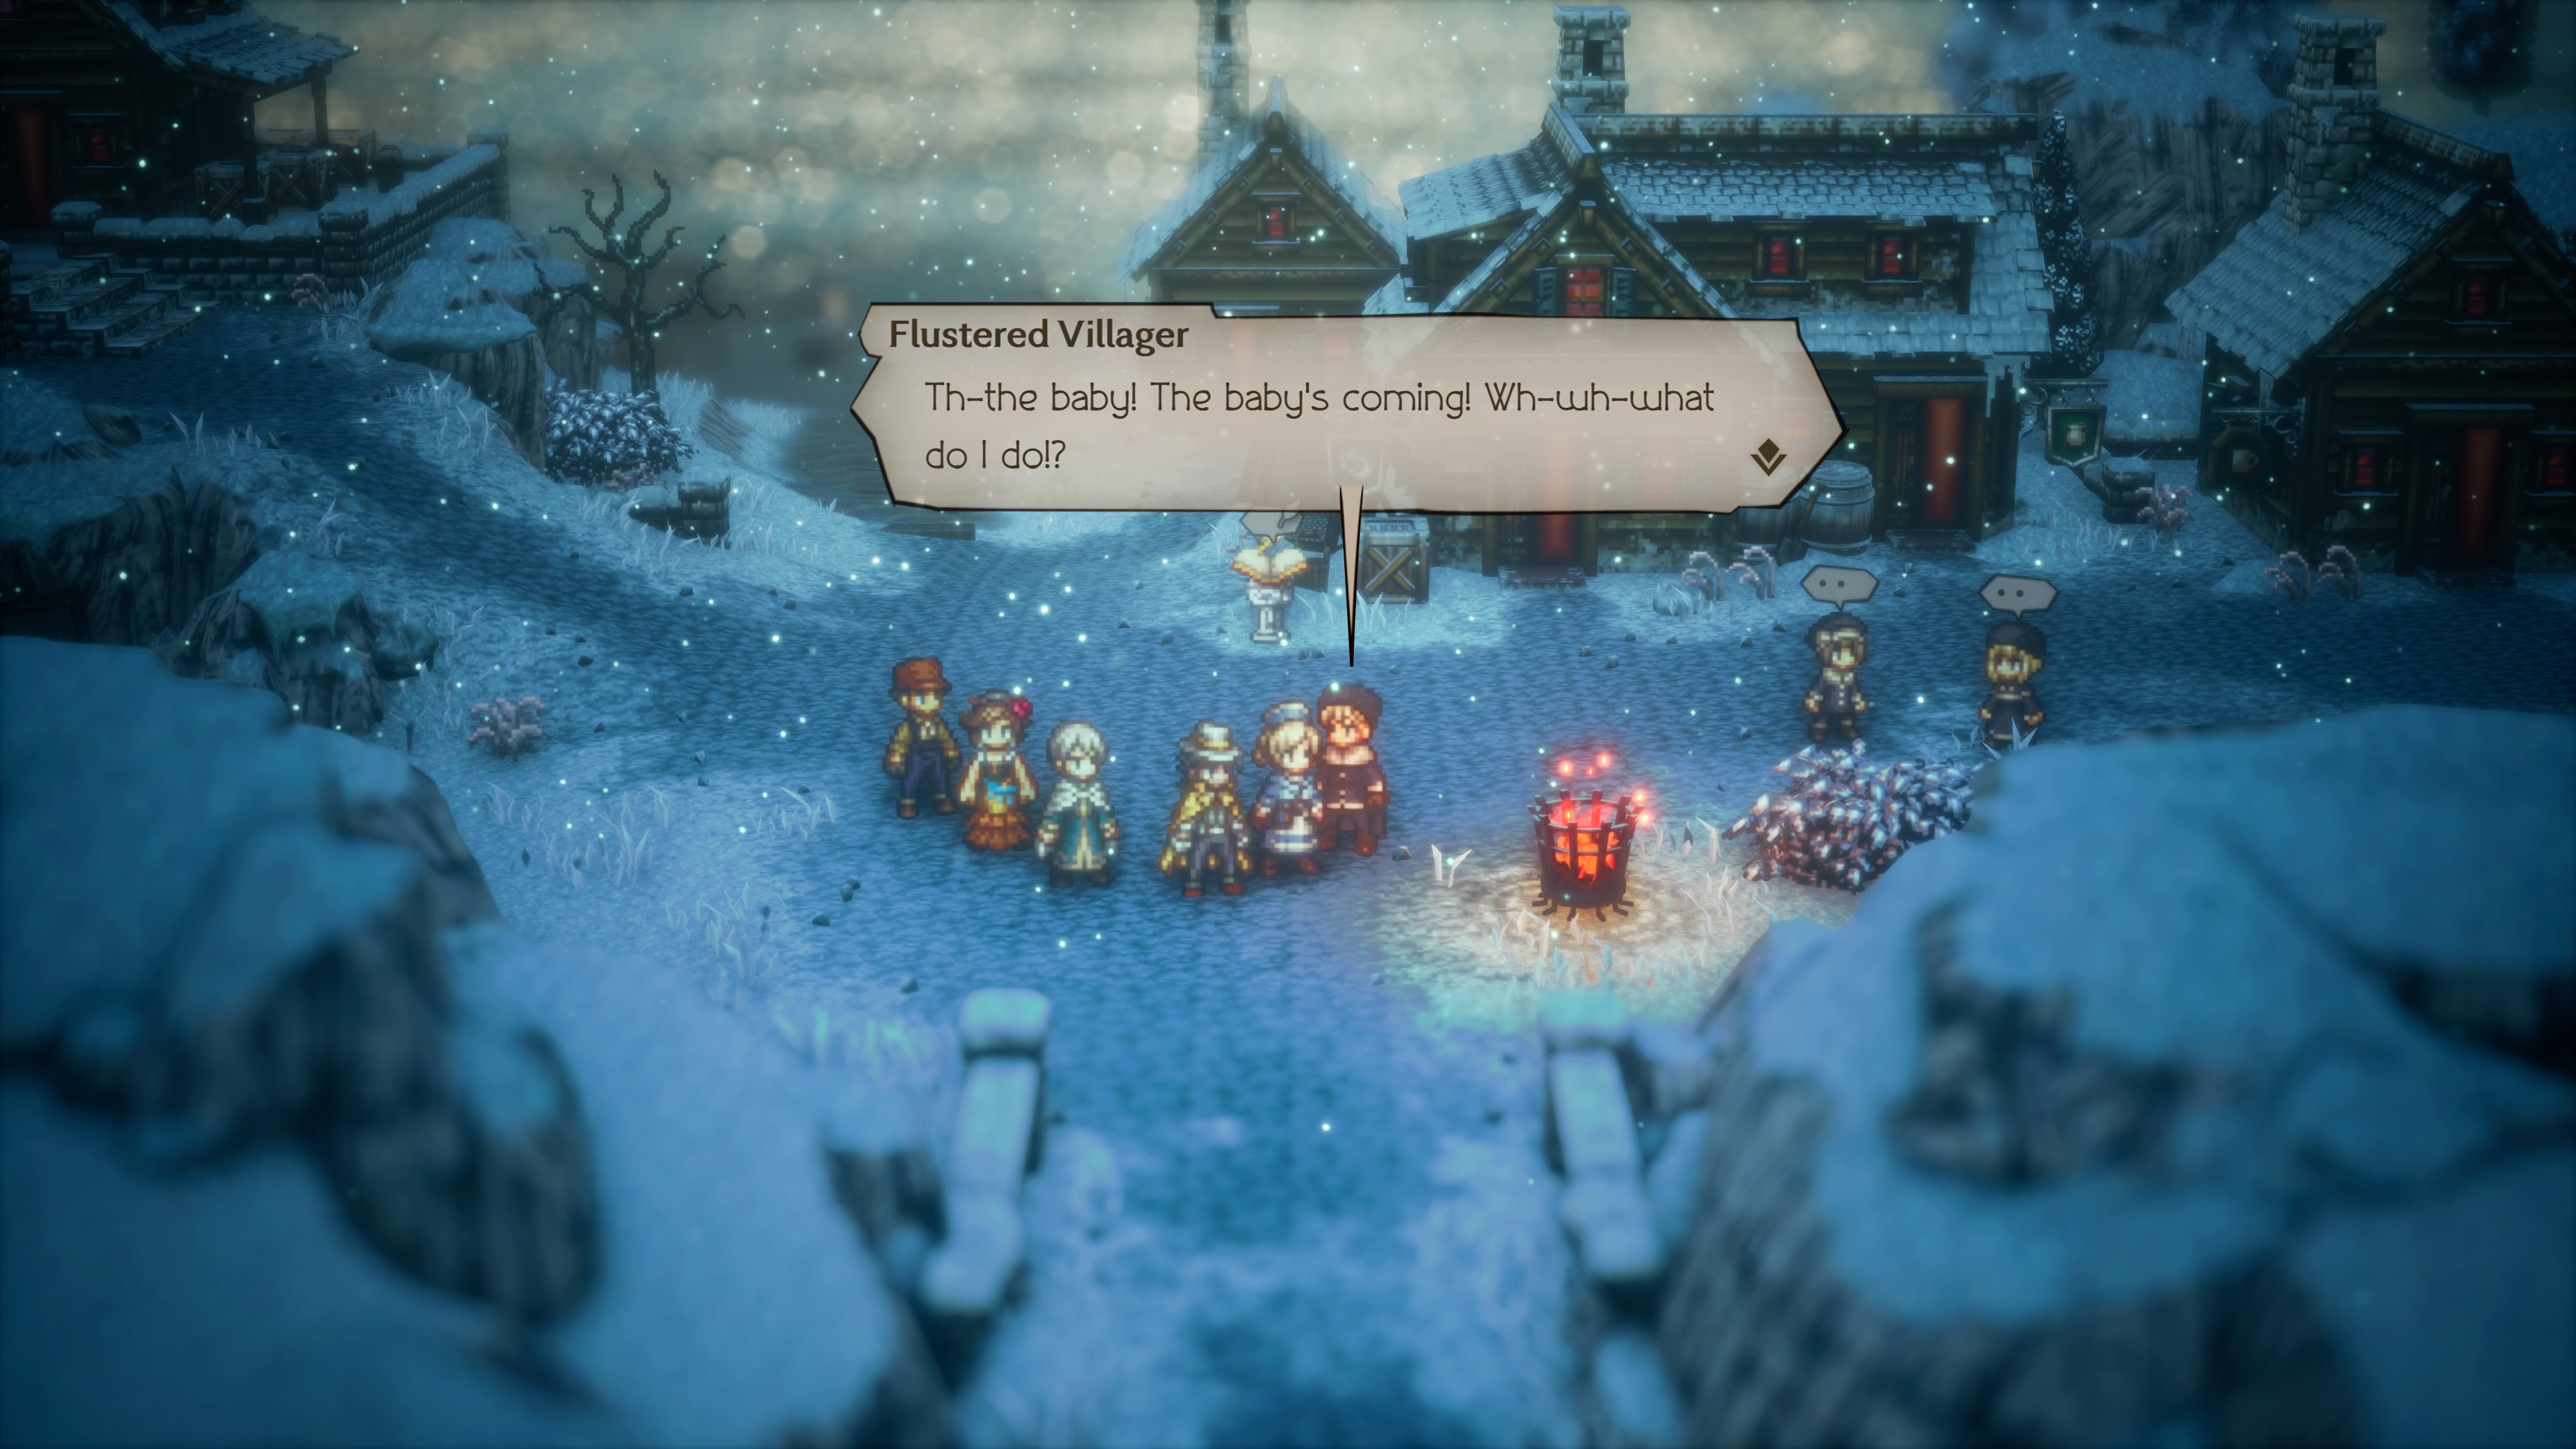 Flustered Villager
Th-the baby! The baby's coming! Wh-wh-what
do I do!?